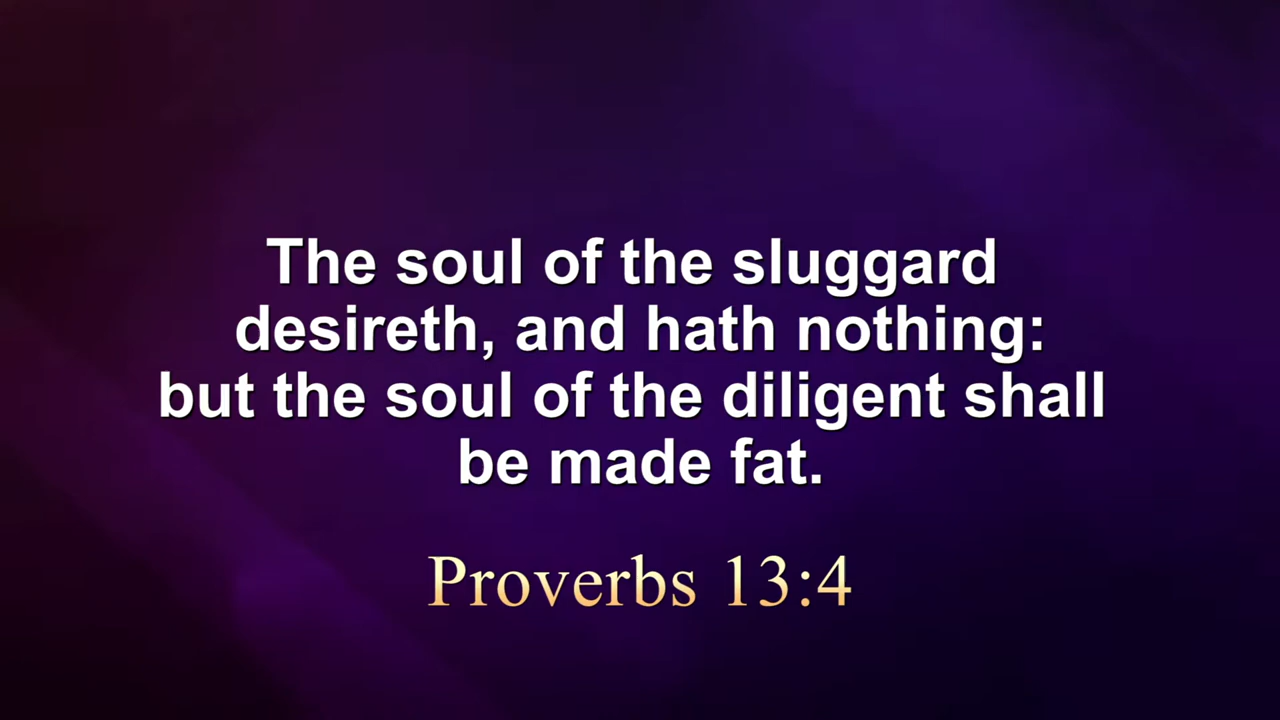 The soul of the sluggard
desireth, and hath nothing:
but the soul of the diligent shall
be made fat.
Proverbs 13:4